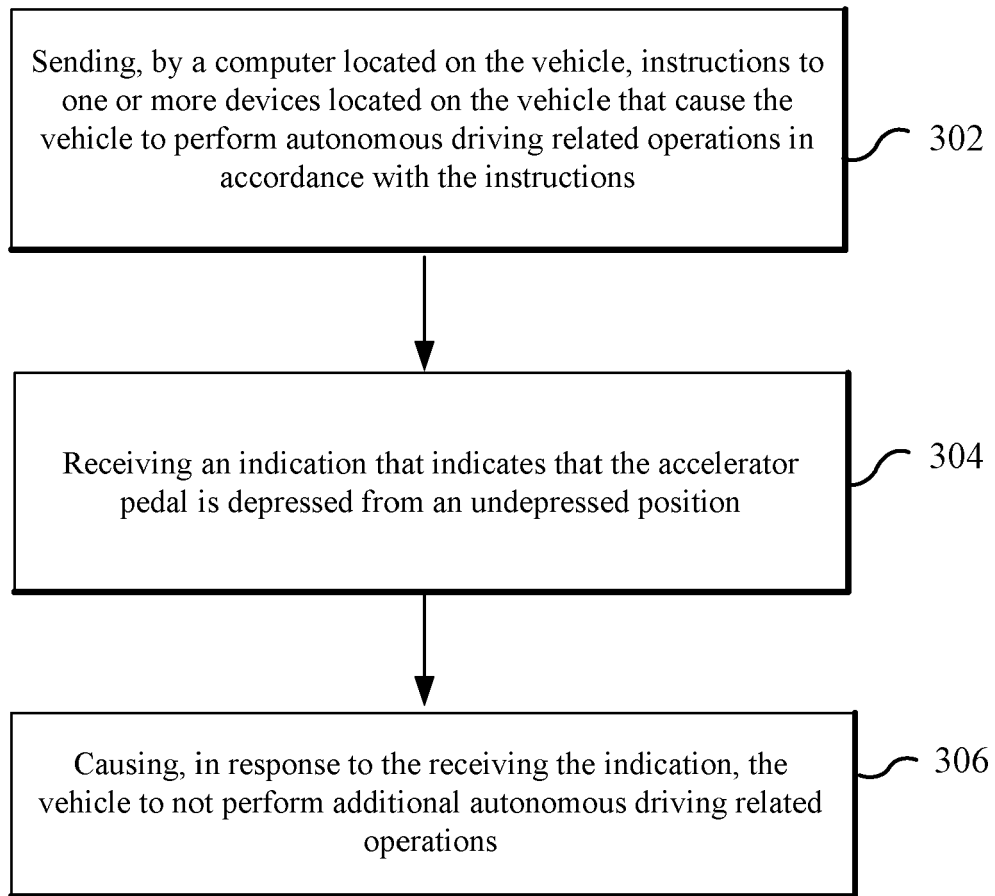 Sending, by a computer located on the vehicle, instructions to
one or more devices located on the vehicle that cause the
vehicle to perform autonomous driving related operations in
accordance with the instructions
302
Receiving an indication that indicates that the accelerator
pedal is depressed from an undepressed position
304
Causing, in response to the receiving the indication, the
vehicle to not perform additional autonomous driving related
operations
306